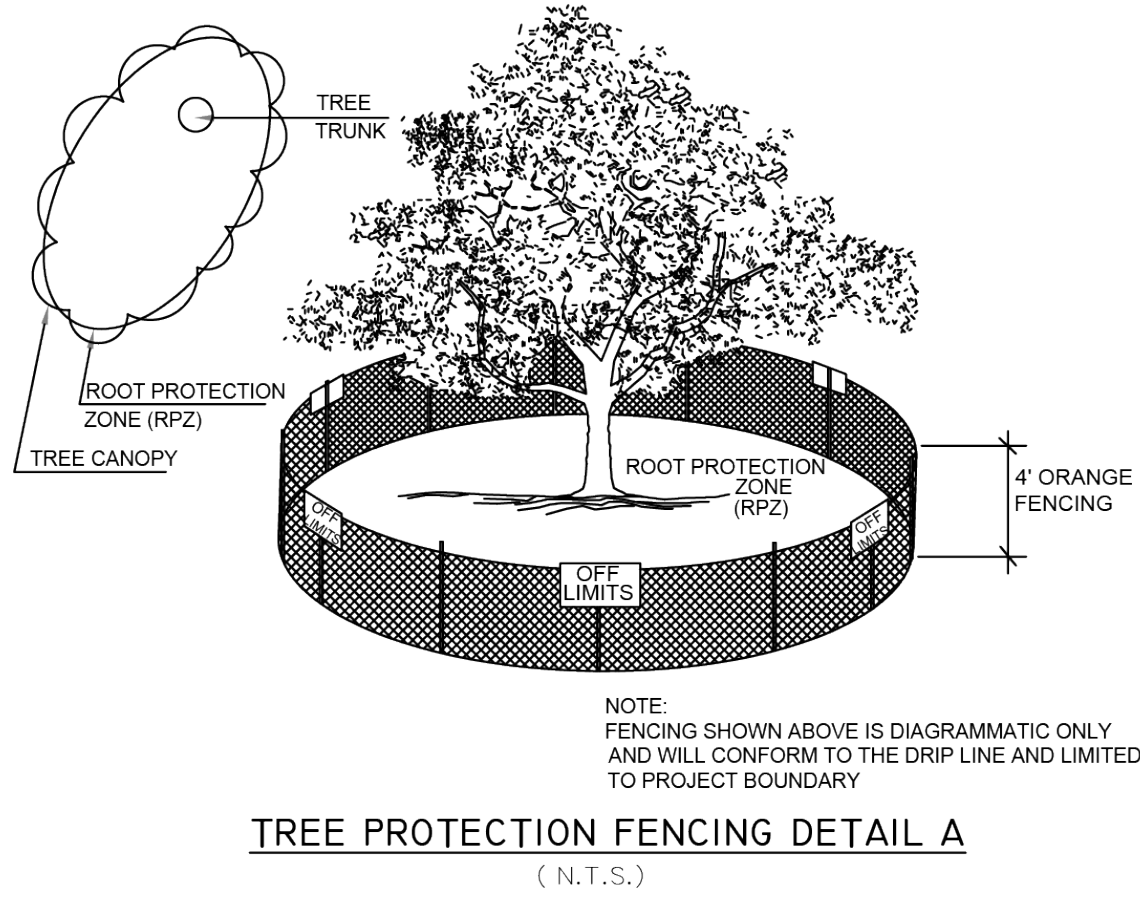 TREE
TRUNK
ROOT PROTECTION
ZONE (RPZ)
TREE CANOPY
ROOT PROTECTION
ZONE
(RPZ)
4' ORANGE
FENCING
OFF
LIMITS
OFF
LIMITS
OFF
LIMITS
NOTE:
FENCING SHOWN ABOVE IS DIAGRAMMATIC ONLY
AND WILL CONFORM TO THE DRIP LINE AND LIMITED
TO PROJECT BOUNDARY
TREE PROTECTION FENCING DETAIL A
( N.T.S.)